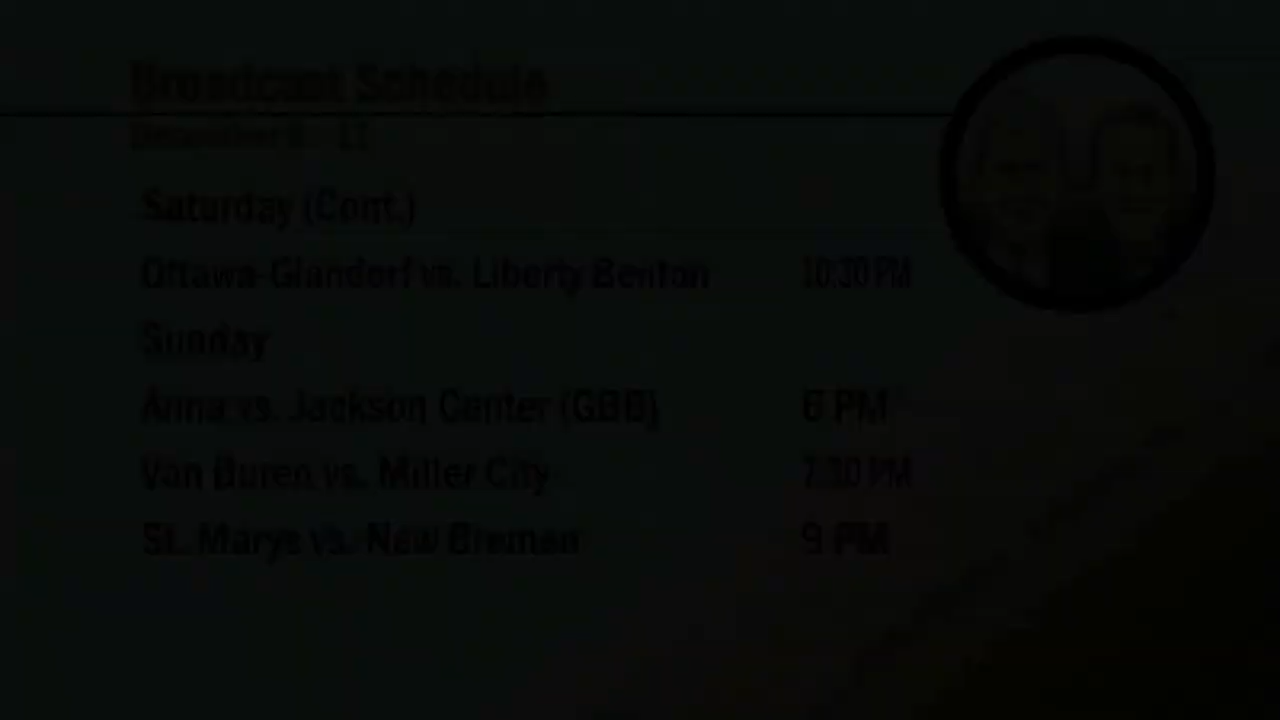 Broadcast Schedule
Saturday (Cont.)
Ottawa-Glandorf vs. Liberty Benton 10:30 PM
Sunday
Anna vs. Jackson Center (GBB) 6 PM
Van Buren vs. Miller City 7:30 PM
St. Marys vs. New Bremen 9 PM